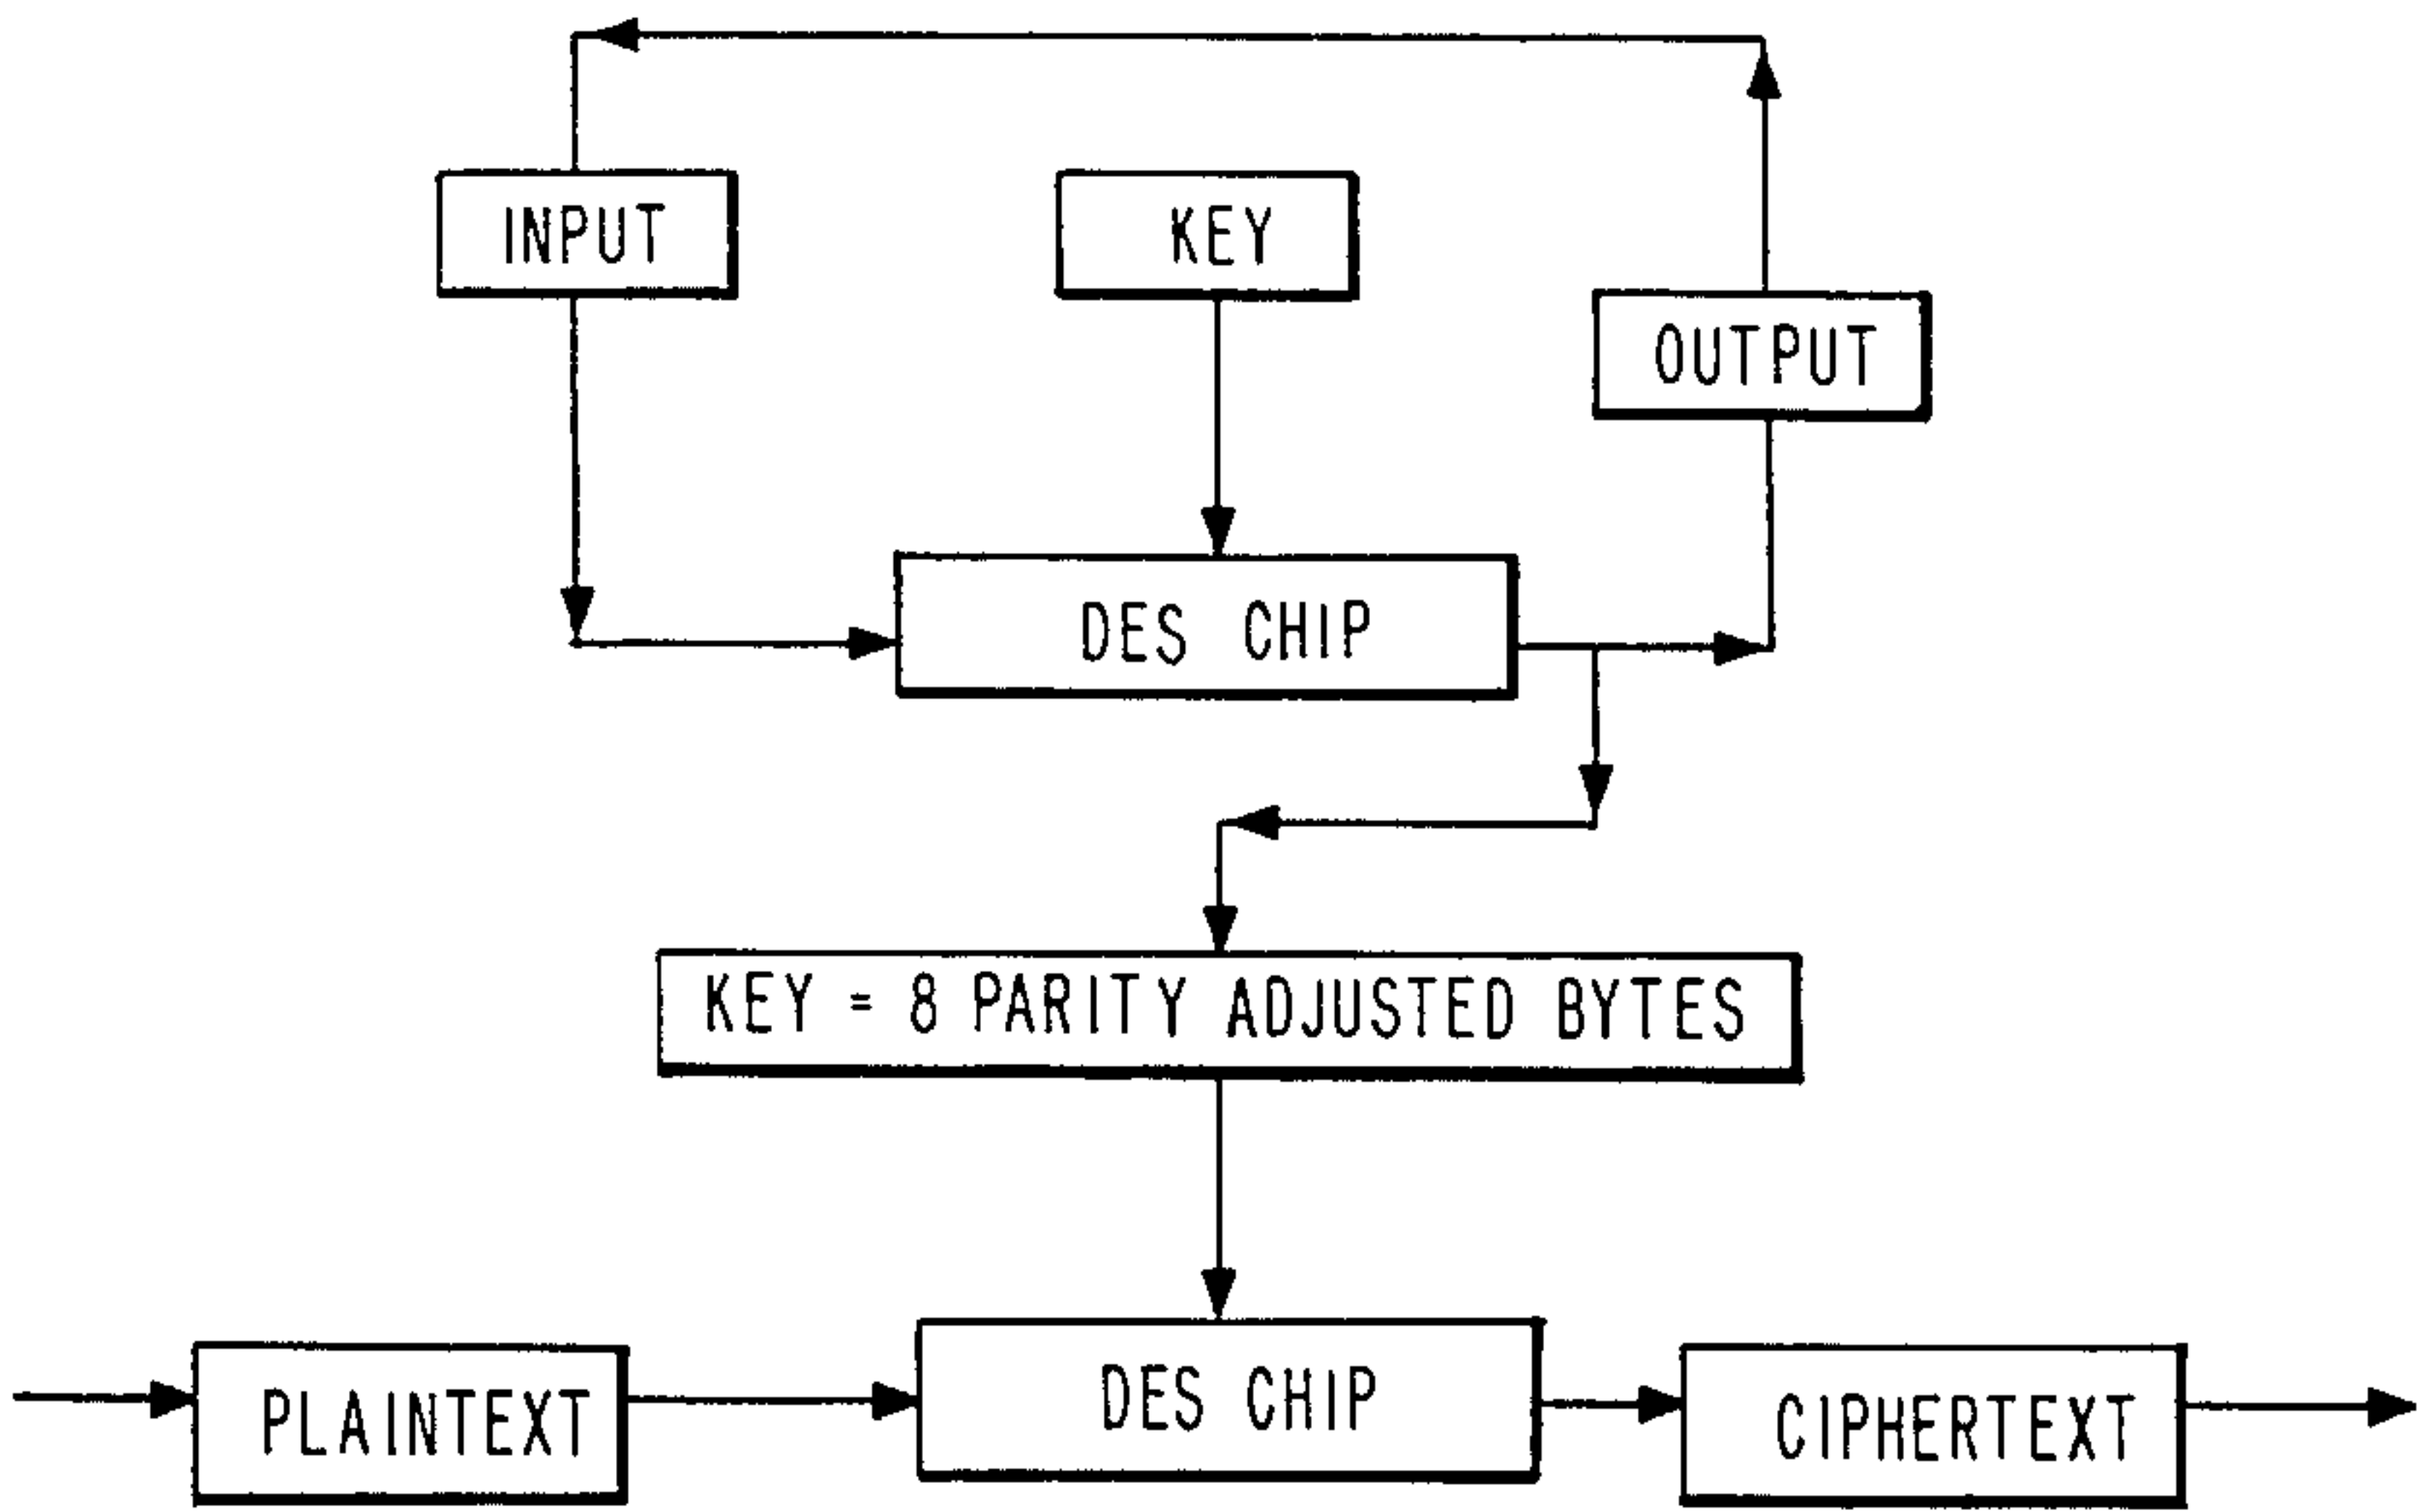 INPUT
KEY
OUTPUT
DES CHIP
KEY = 8 PARITY ADJUSTED BYTES
PLAINTEXT
DES CHIP
CIPHERTEXT